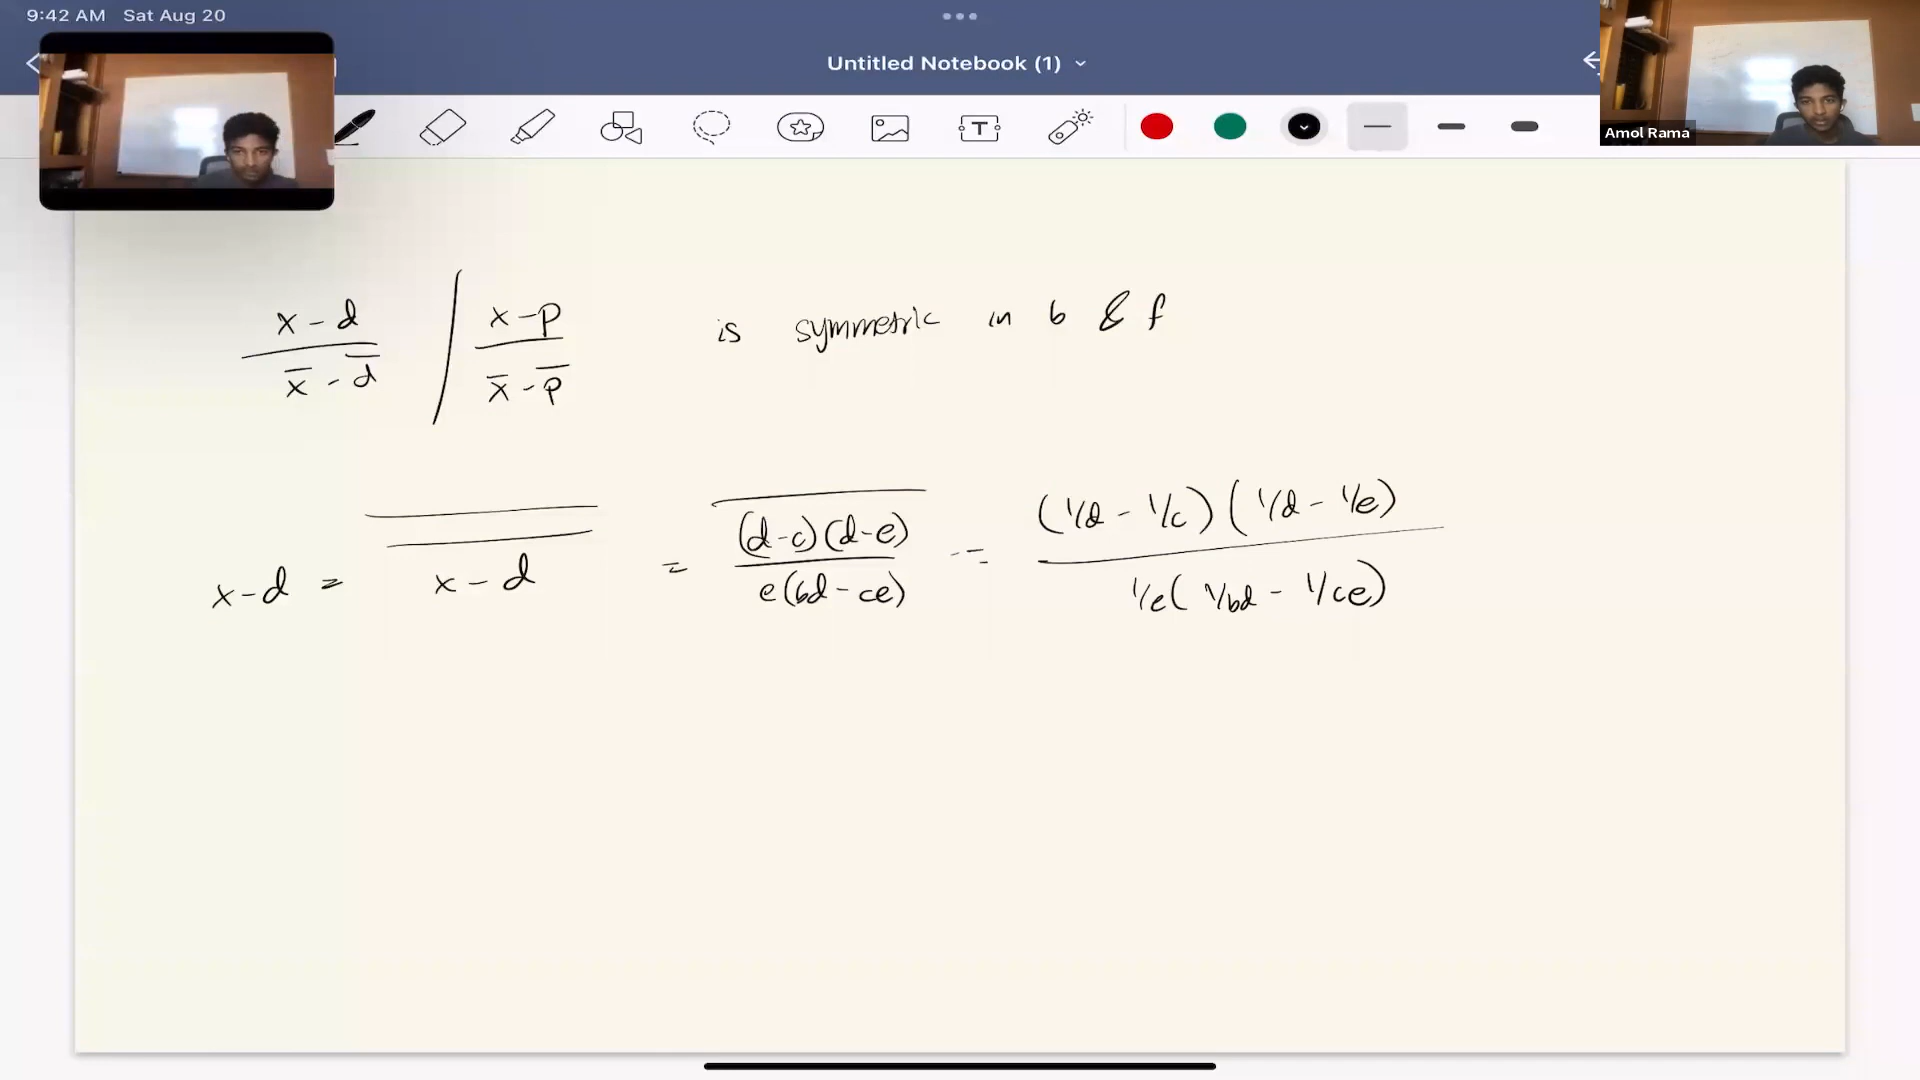 9:42 AM Sat Aug 20
Untitled Notebook (1)
Amol Rama
x - d / x̄ - d̄ / x - p / x̄ - p̄ is symmetric in b & f
x - d = \overline{\overline{x - d}} = \overline{(d-c)(d-e) / e(bd - ce)} = (1/d - 1/c)(1/d - 1/e) / 1/e(1/bd - 1/ce)